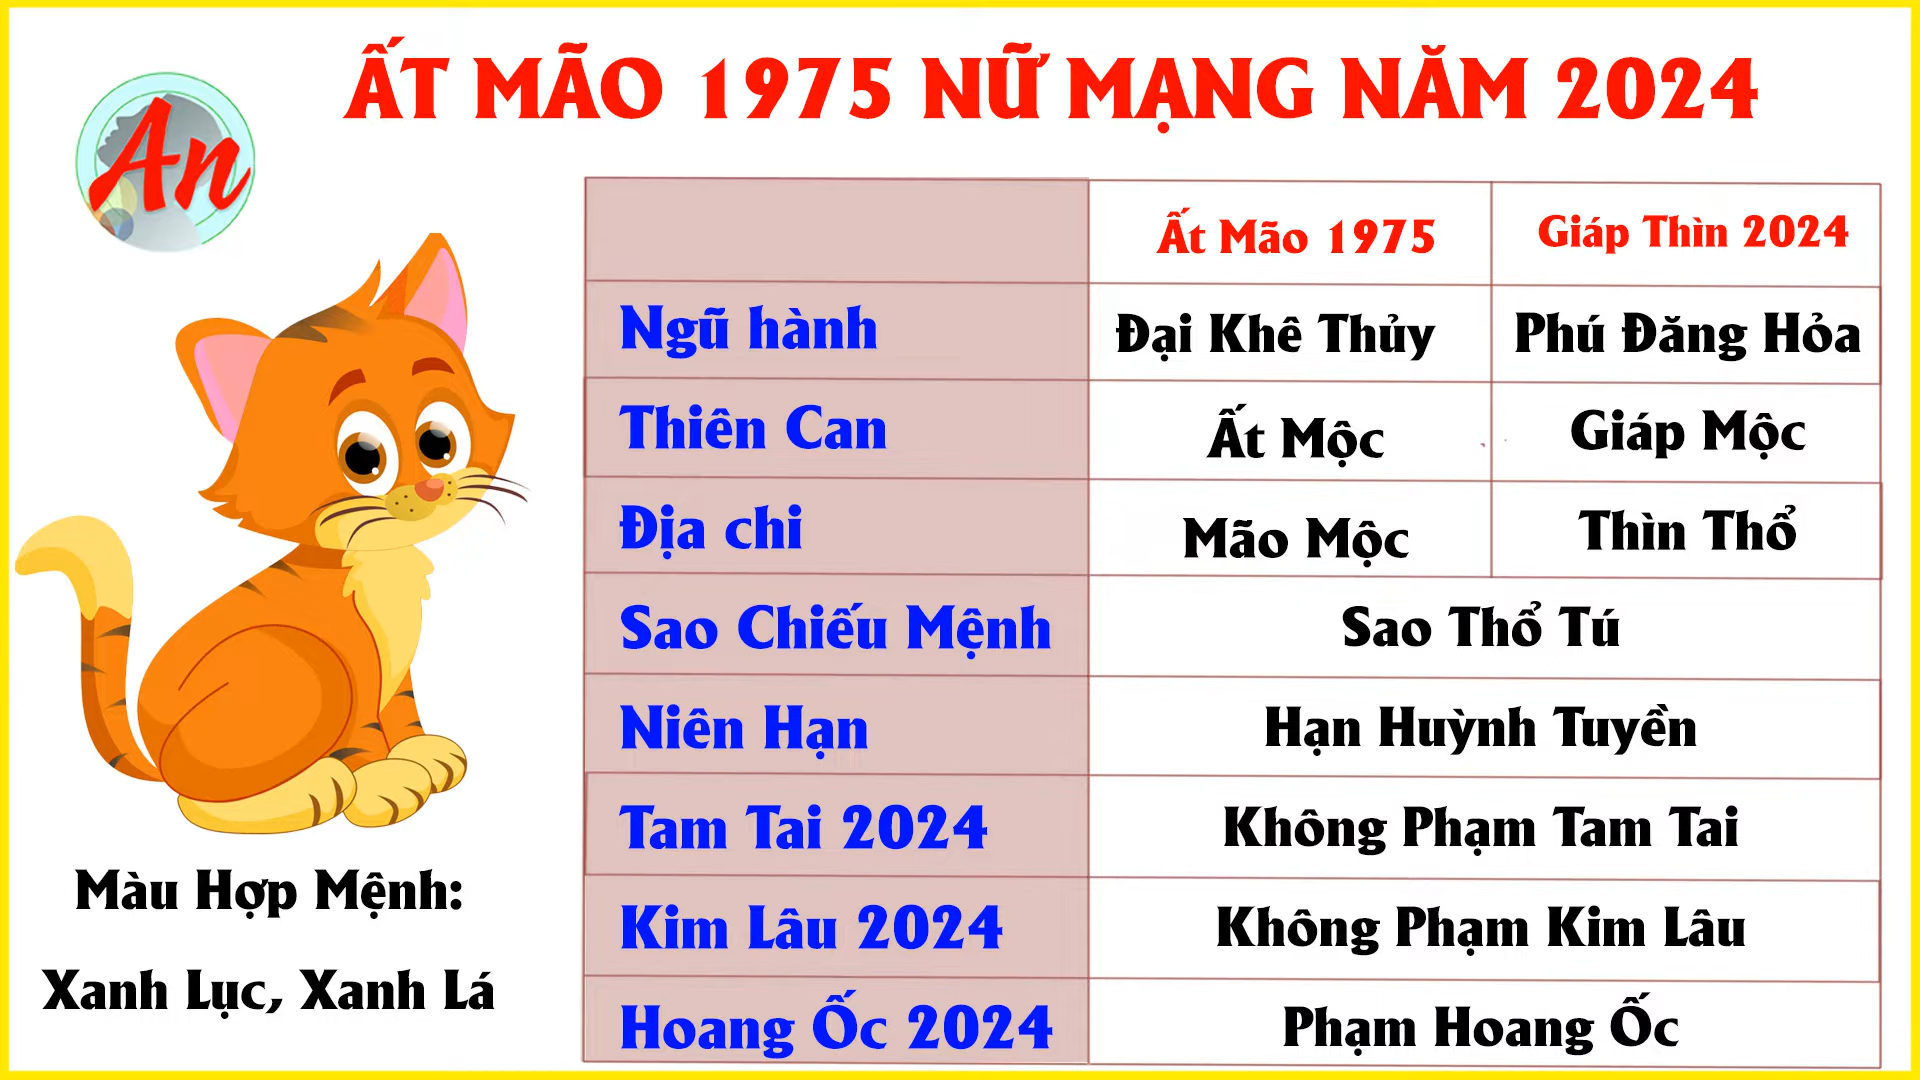 ẤT MÃO 1975 NỮ MẠNG NĂM 2024
An
Ất Mão 1975 Giáp Thìn 2024
Ngũ hành Đại Khê Thủy Phú Đăng Hỏa
Thiên Can Ất Mộc Giáp Mộc
Địa chi Mão Mộc Thìn Thổ
Sao Chiếu Mệnh Sao Thổ Tú
Niên Hạn Hạn Huỳnh Tuyền
Tam Tai 2024 Không Phạm Tam Tai
Kim Lâu 2024 Không Phạm Kim Lâu
Hoang Ốc 2024 Phạm Hoang Ốc
Màu Hợp Mệnh:
Xanh Lục, Xanh Lá